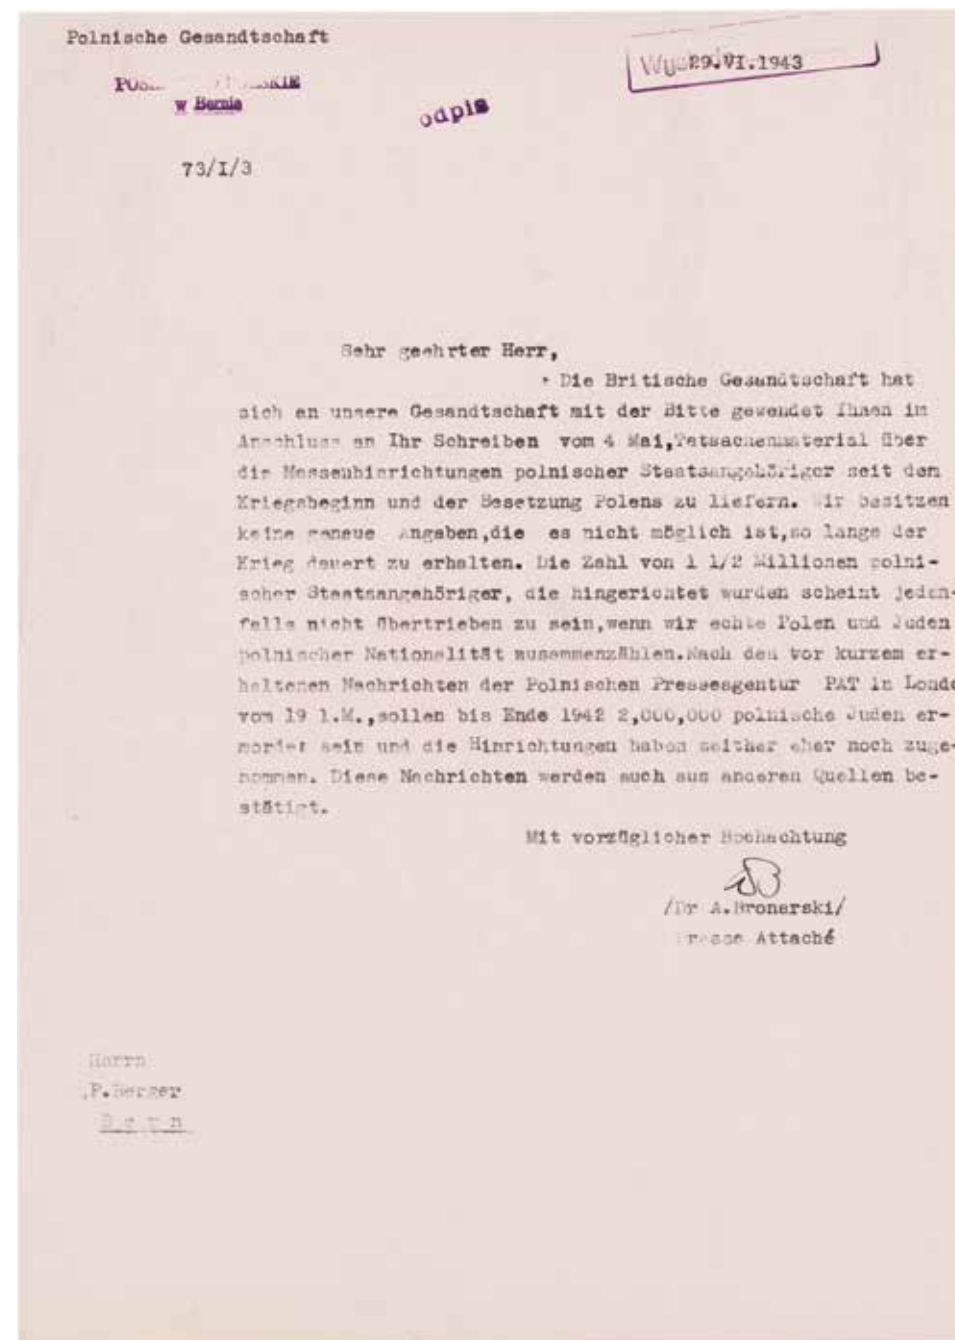 Polnische Gesandtschaft
29.VI.1943
w Bernie
odpis
73/I/3
Sehr geehrter Herr,
Die Britische Gesandtschaft hat
sich an unsere Gesandtschaft mit der Bitte gewendet Ihnen im
Anschluss an Ihr Schreiben vom 4 Mai,Tatsachenmaterial über
die Massenhinrichtungen polnischer Staatsangehöriger seit dem
Kriegsbeginn und der Besetzung Polens zu liefern. Wir besitzen
keine genaue Angaben,die es nicht möglich ist,so lange der
Krieg dauert zu erhalten. Die Zahl von 1 1/2 Millionen polni-
scher Staatsangehöriger, die hingerichtet wurden scheint jeden-
falls nicht übertrieben zu sein,wenn wir echte Polen und Juden
polnischer Nationalität zusammenzählen.Nach den vor kurzem er-
haltenen Nachrichten der Polnischen Presseagentur PAT in Londo
vom 19 l.M.,sollen bis Ende 1942 2,000,000 polnische Juden er-
mordet sein und die Hinrichtungen haben seither eher noch zuge-
nommen. Diese Nachrichten werden auch aus anderen Quellen be-
stätigt.
Mit vorzüglicher Hochachtung
/Dr A.Bronerski/
Presse Attaché
Herrn
P.Berger
Bern